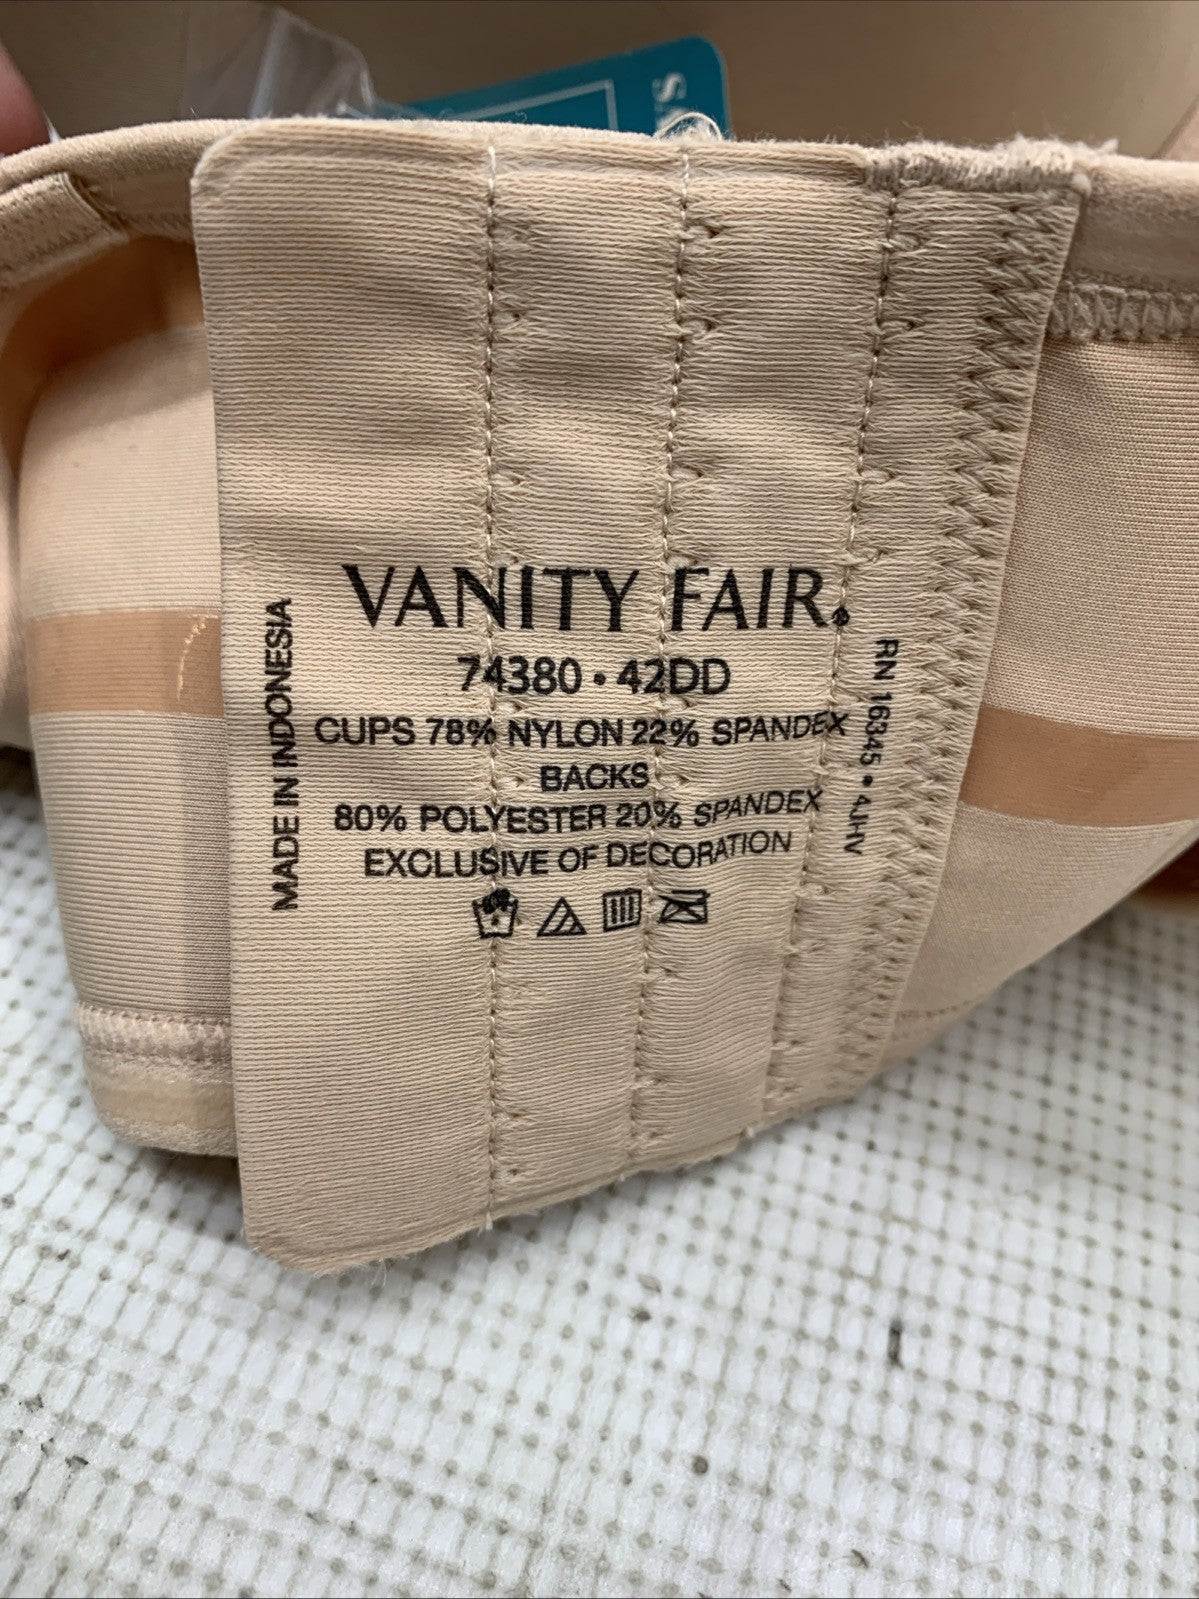 VANITY FAIR®
74380 • 42DD
CUPS 78% NYLON 22% SPANDEX
BACKS
80% POLYESTER 20% SPANDEX
EXCLUSIVE OF DECORATION
MADE IN INDONESIA
RN 16345 • 4JHV